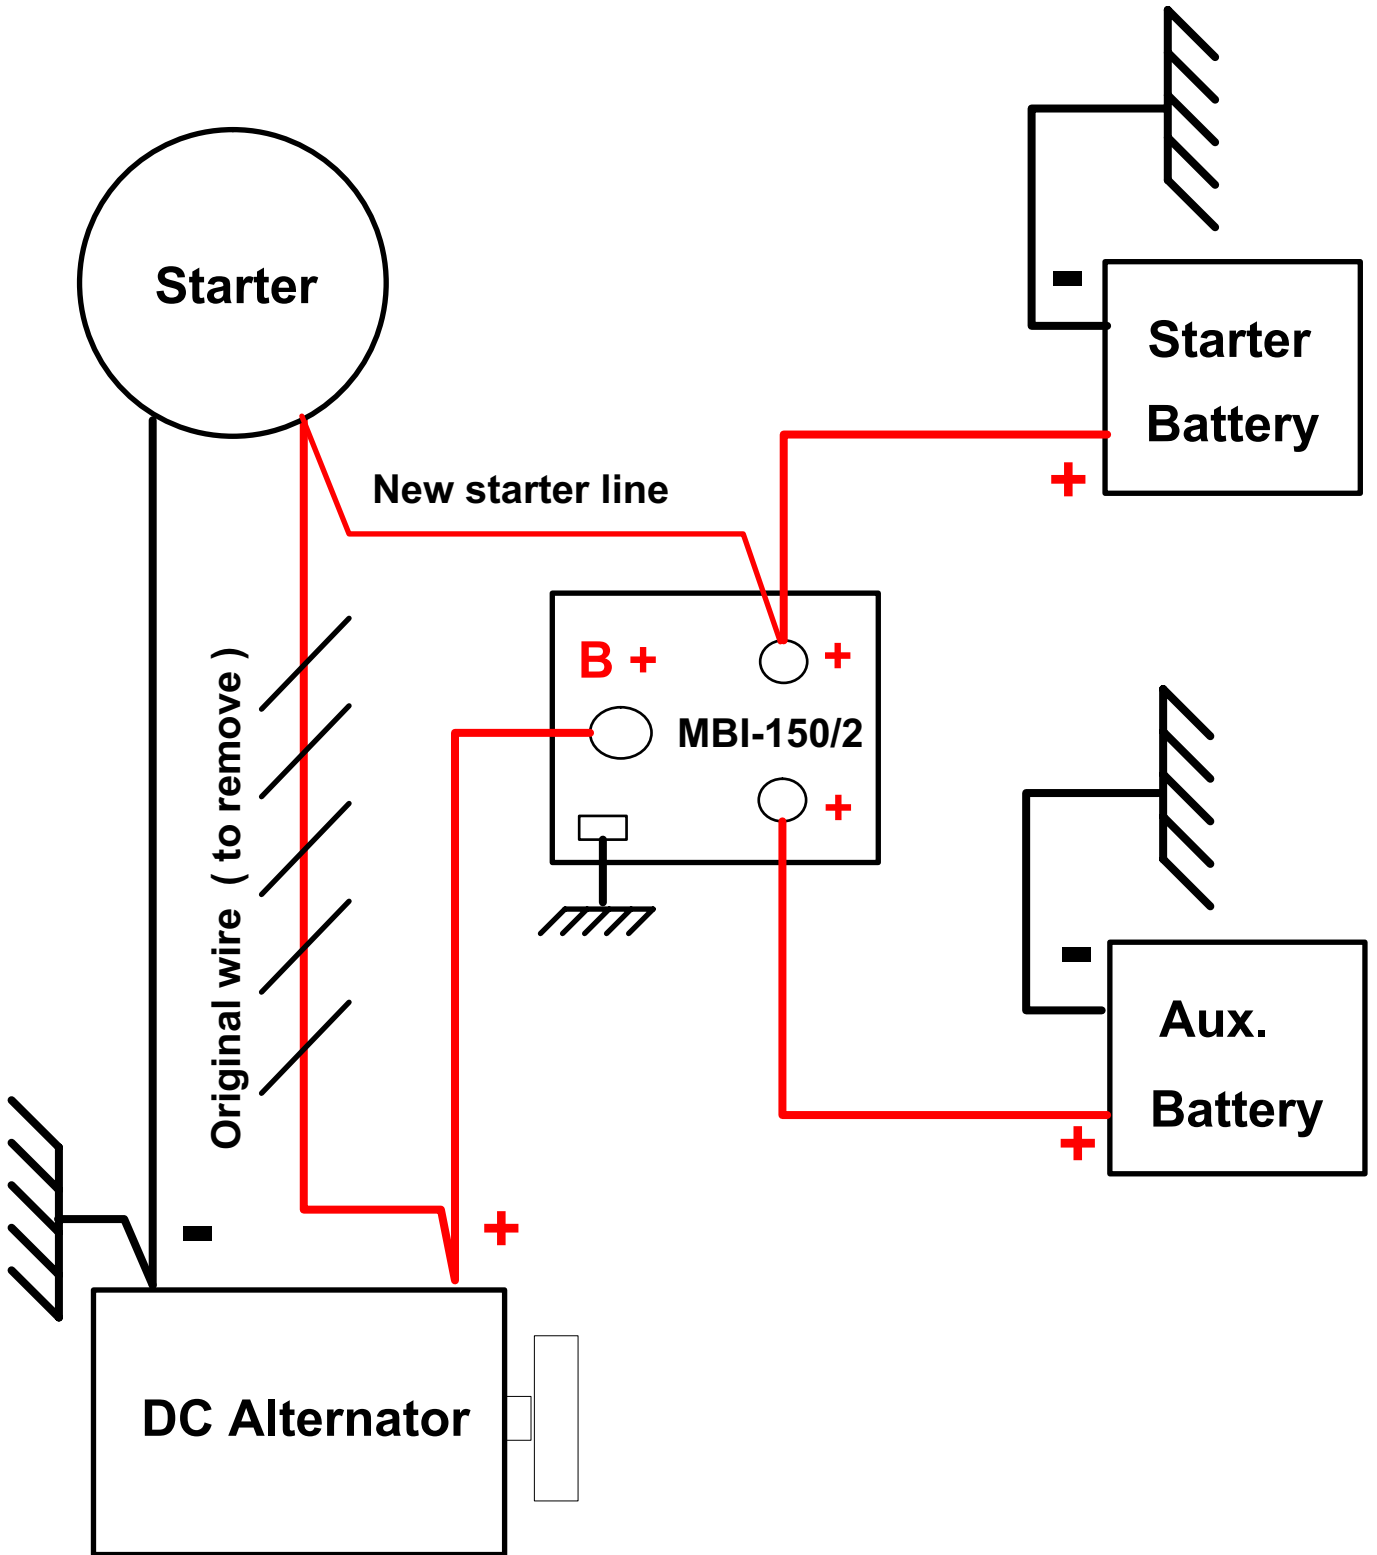 Starter
-
Starter
Battery
+
New starter line
B +
+
MBI-150/2
+
Original wire ( to remove )
-
Aux.
Battery
+
-
+
DC Alternator